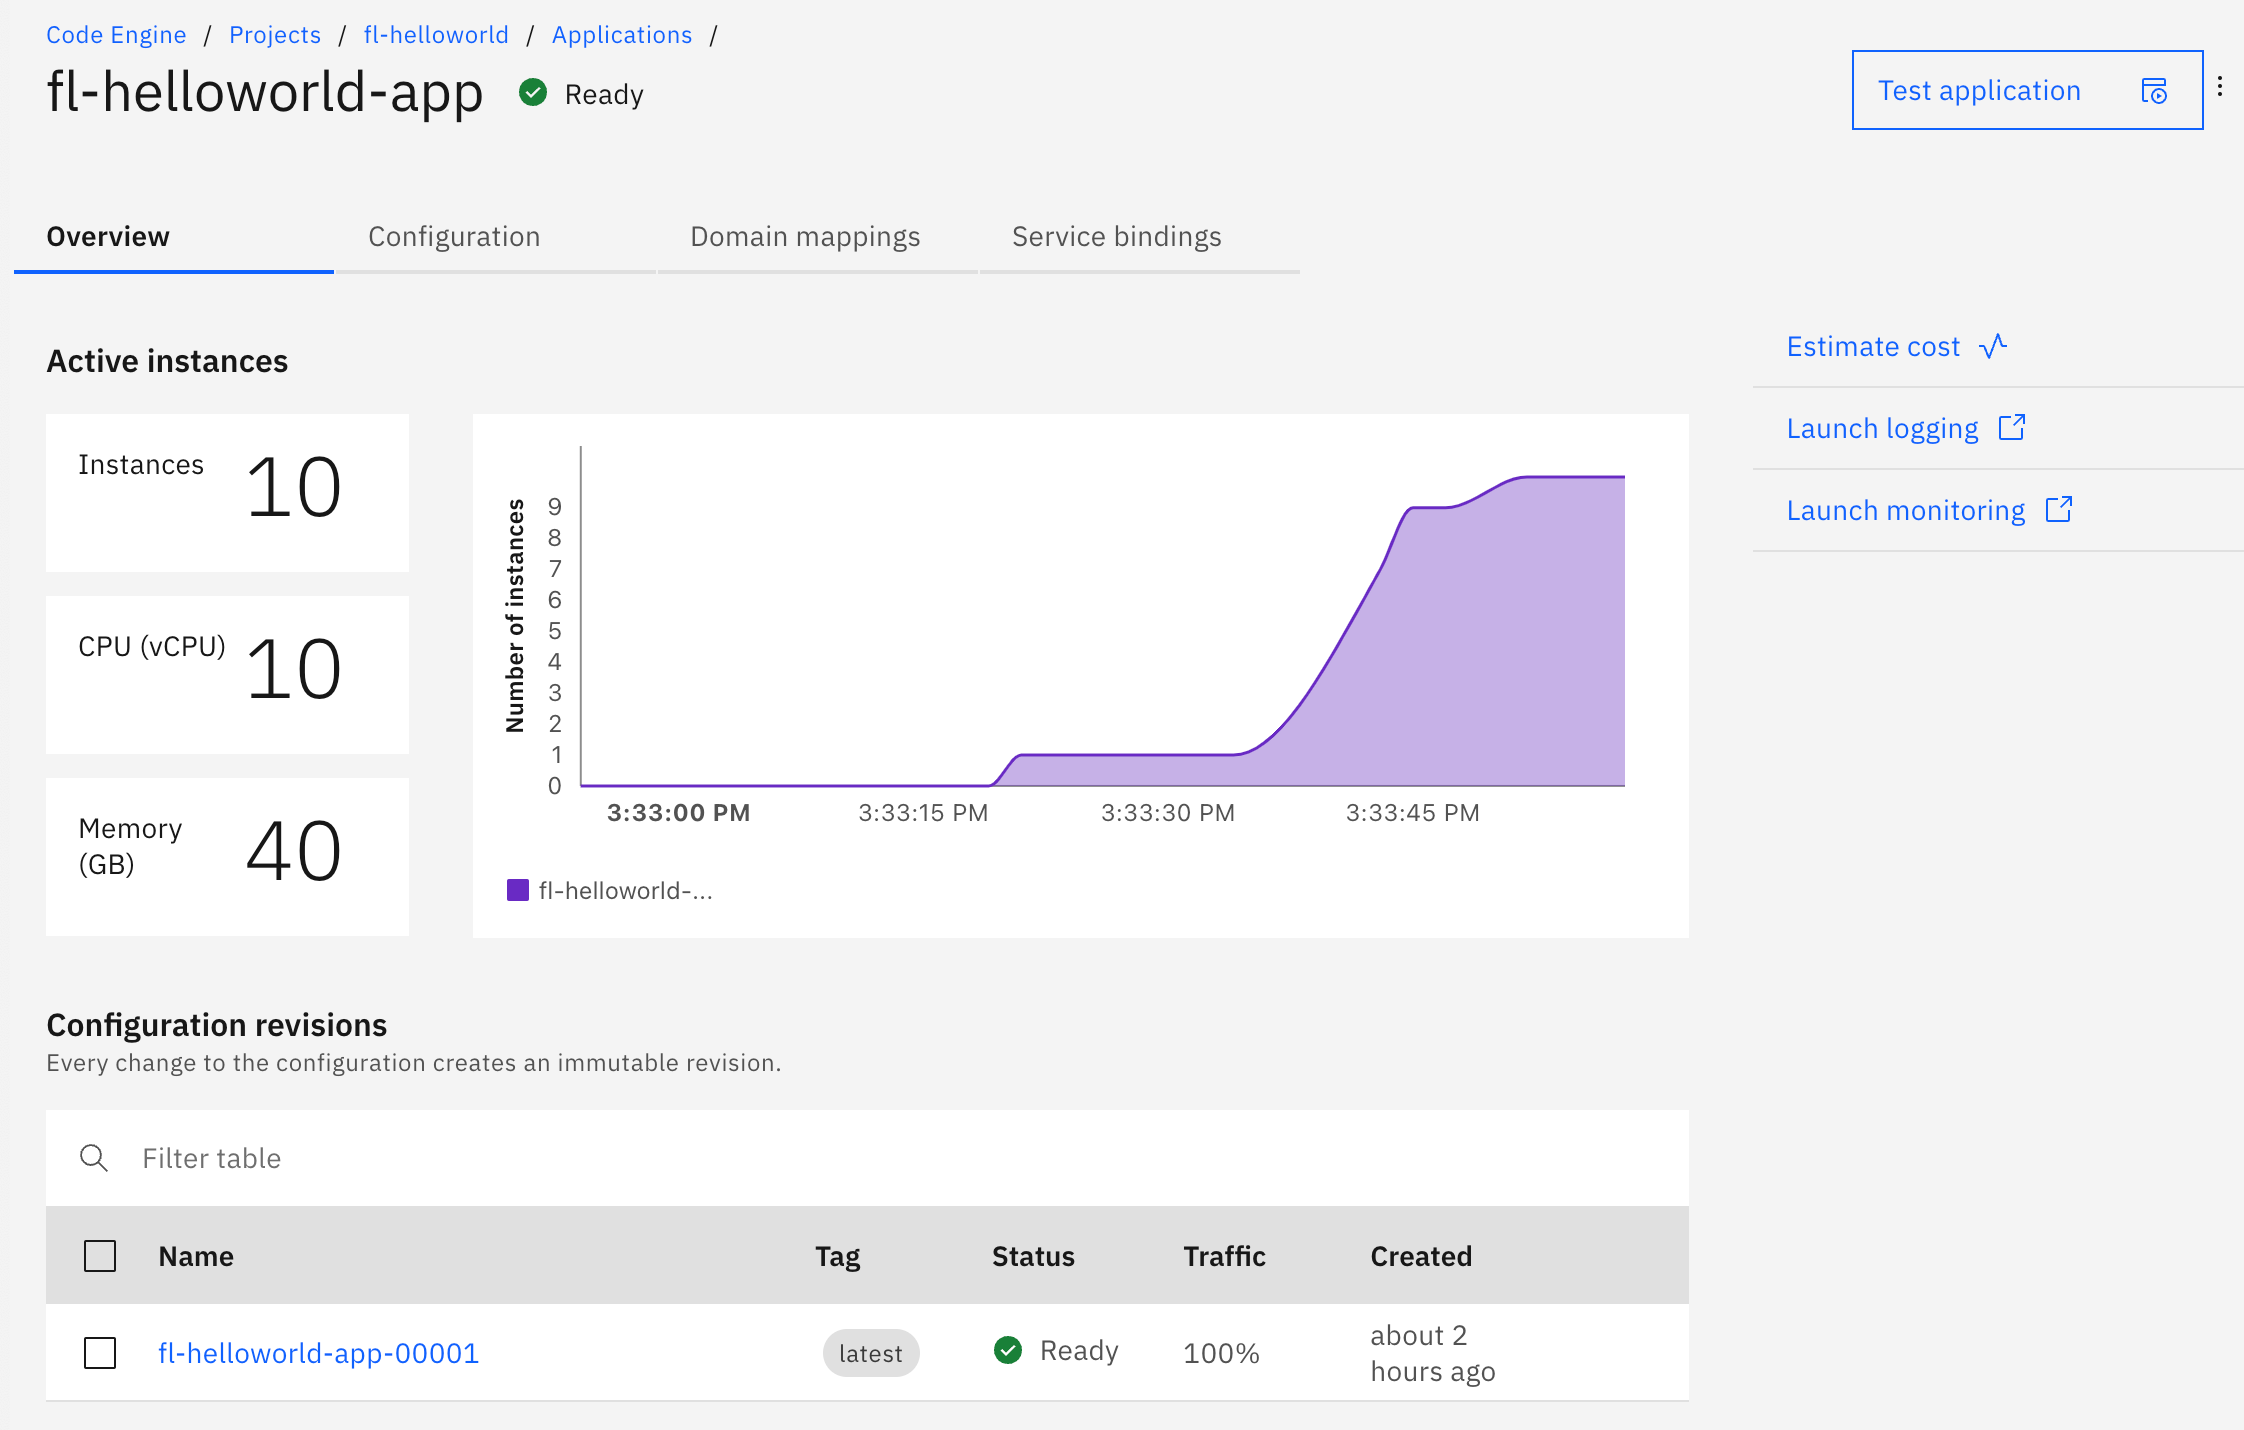 Code Engine / Projects / fl-helloworld / Applications /
fl-helloworld-app Ready
Test application
Overview Configuration Domain mappings Service bindings
Active instances
Instances 10
CPU (vCPU) 10
Memory
(GB) 40
Number of instances
9
8
7
6
5
4
3
2
1
0
3:33:00 PM 3:33:15 PM 3:33:30 PM 3:33:45 PM
fl-helloworld-...
Estimate cost
Launch logging
Launch monitoring
Configuration revisions
Every change to the configuration creates an immutable revision.
Filter table
Name Tag Status Traffic Created
fl-helloworld-app-00001 latest Ready 100% about 2
hours ago